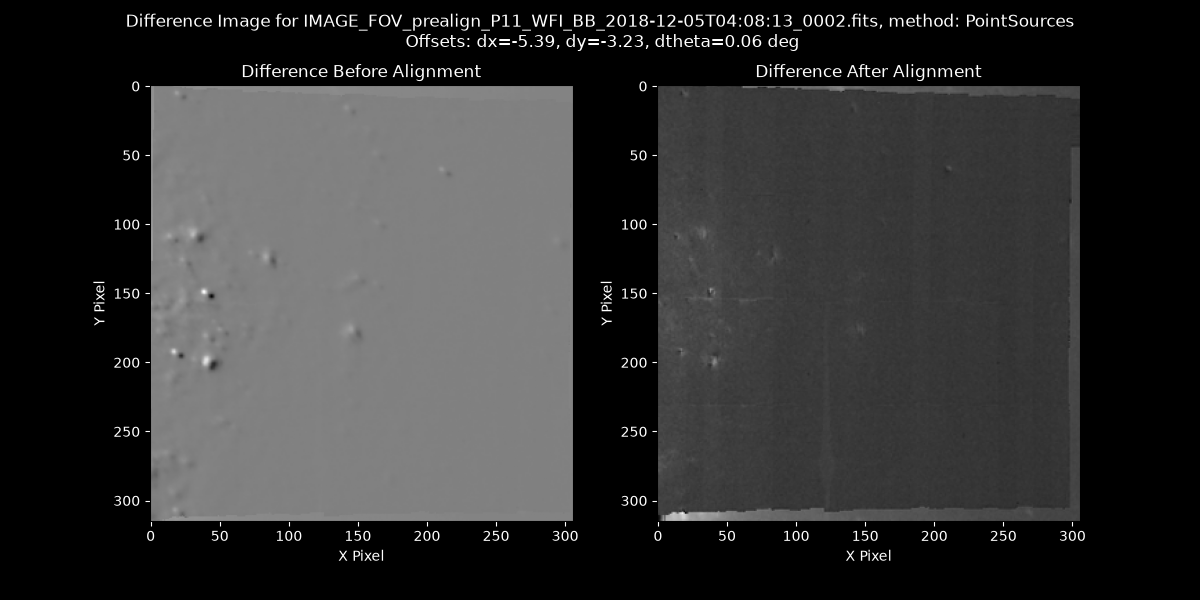 Difference Image for IMAGE_FOV_prealign_P11_WFI_BB_2018-12-05T04:08:13_0002.fits, method: PointSources
Offsets: dx=-5.39, dy=-3.23, dtheta=0.06 deg
Difference Before Alignment
0
50
100
150
200
250
300
Y Pixel
0 50 100 150 200 250 300
X Pixel
Difference After Alignment
0
50
100
150
200
250
300
Y Pixel
0 50 100 150 200 250 300
X Pixel